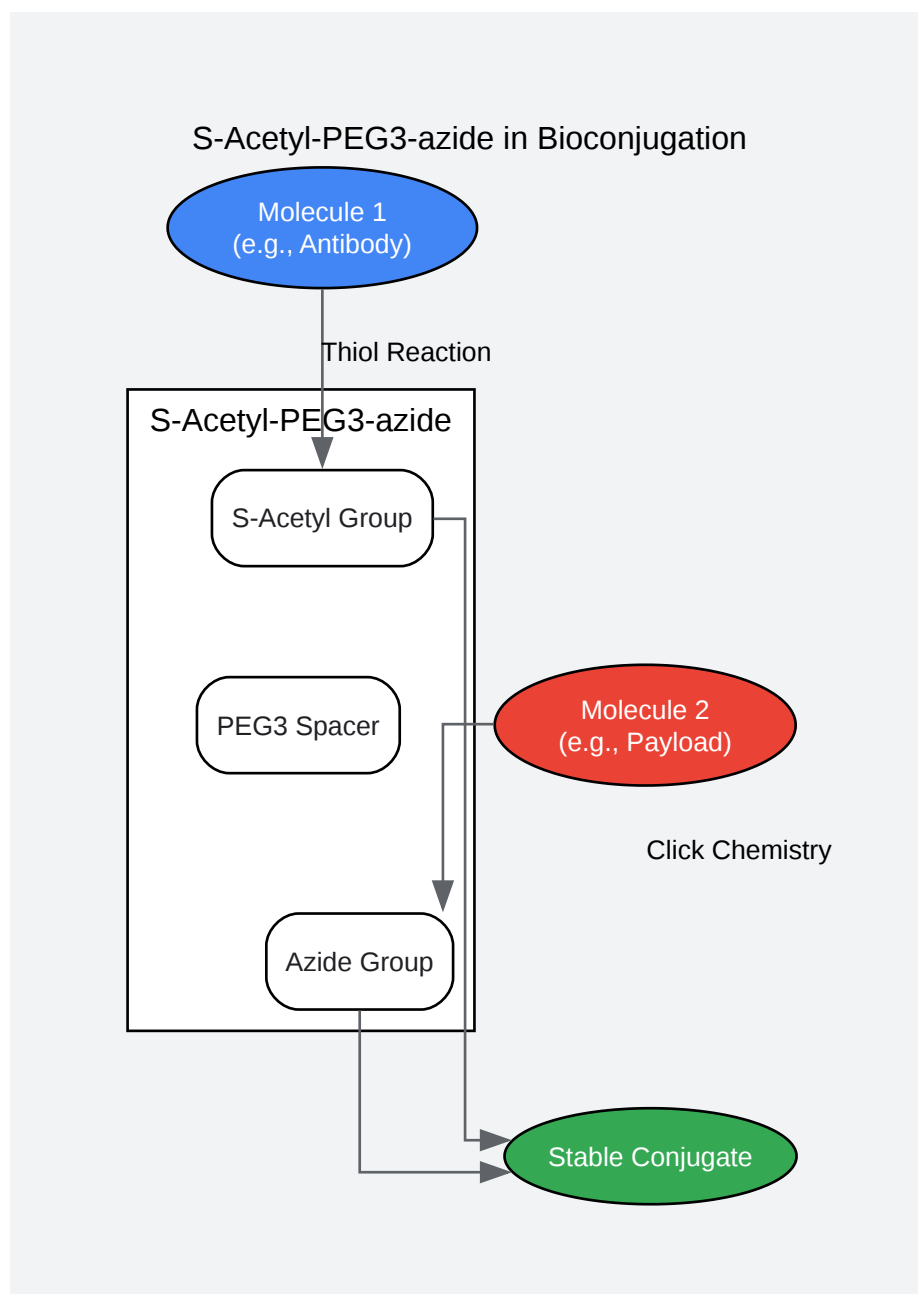 S-Acetyl-PEG3-azide in Bioconjugation
Molecule 1
(e.g., Antibody)
Thiol Reaction
S-Acetyl-PEG3-azide
S-Acetyl Group
PEG3 Spacer
Molecule 2
(e.g., Payload)
Click Chemistry
Azide Group
Stable Conjugate